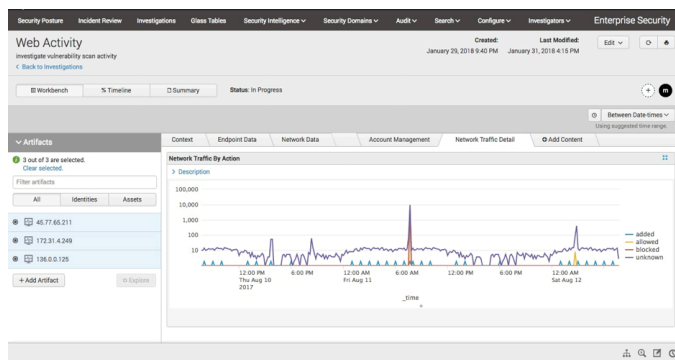 Security Posture Incident Review Investigations Glass Tables Security Intelligence Security Domains Audit Search Configure Investigators Enterprise Security
Web Activity
investigate vulnerability scan activity
< Back to Investigations
Created:
January 29, 2018 9:40 PM
Last Modified:
January 31, 2018 4:15 PM
Edit
Workbench Timeline Summary Status: In Progress
m
Between Date-times
Using suggested time range.
Artifacts
3 out of 3 are selected.
Clear selected.
Filter artifacts
All Identities Assets
45.77.65.211
172.31.4.249
136.0.0.125
+ Add Artifact Explore
Context Endpoint Data Network Data Account Management Network Traffic Detail Add Content
Network Traffic By Action
> Description
100,000
10,000
1,000
100
10
added
allowed
blocked
unknown
12:00 PM 6:00 PM 12:00 AM 6:00 AM 12:00 PM 6:00 PM 12:00 AM
Thu Aug 10 Fri Aug 11 Sat Aug 12
2017
_time